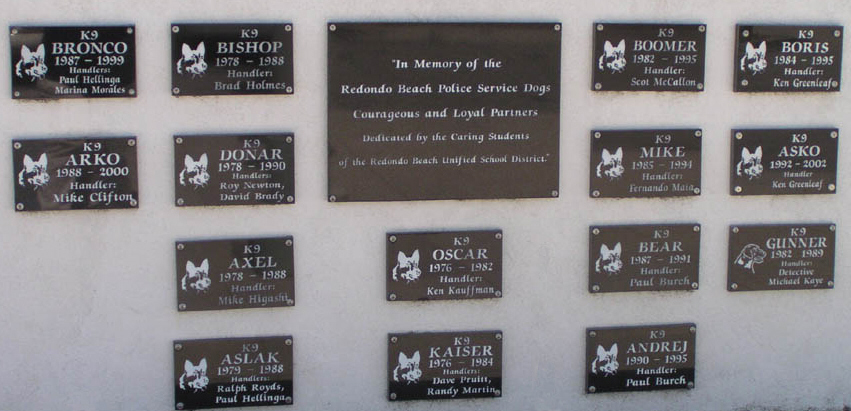 K9
BRONCO
1987 - 1999
Handlers:
Paul Hellinga
Marina Morales
K9
BISHOP
1978 - 1988
Handler:
Brad Holmes
"In Memory of the
Redondo Beach Police Service Dogs
Courageous and Loyal Partners
Dedicated by the Caring Students
of the Redondo Beach Unified School District."
K9
BOOMER
1982 - 1995
Handler:
Scot McCollon
K9
BORIS
1984 - 1995
Handler:
Ken Greenleaf
K9
ARKO
1988 - 2000
Handler:
Mike Clifton
K9
DONAR
1978 - 1990
Handlers:
Roy Newton,
David Brady
K9
MIKE
1985 - 1994
Handler:
Fernando Maia
K9
ASKO
1992 - 2002
Handler
Ken Greenleaf
K9
AXEL
1978 - 1988
Handler:
Mike Higashi
K9
OSCAR
1976 - 1982
Handler:
Ken Kauffman
K9
BEAR
1987 - 1991
Handler:
Paul Burch
K9
GUNNER
1982 - 1989
Handler:
Detective
Michael Kaye
K9
ASLAK
1979 - 1988
Handlers:
Ralph Royds,
Paul Hellinga
K9
KAISER
1976 - 1984
Handlers:
Dave Pruitt,
Randy Martin
K9
ANDREJ
1990 - 1995
Handler:
Paul Burch